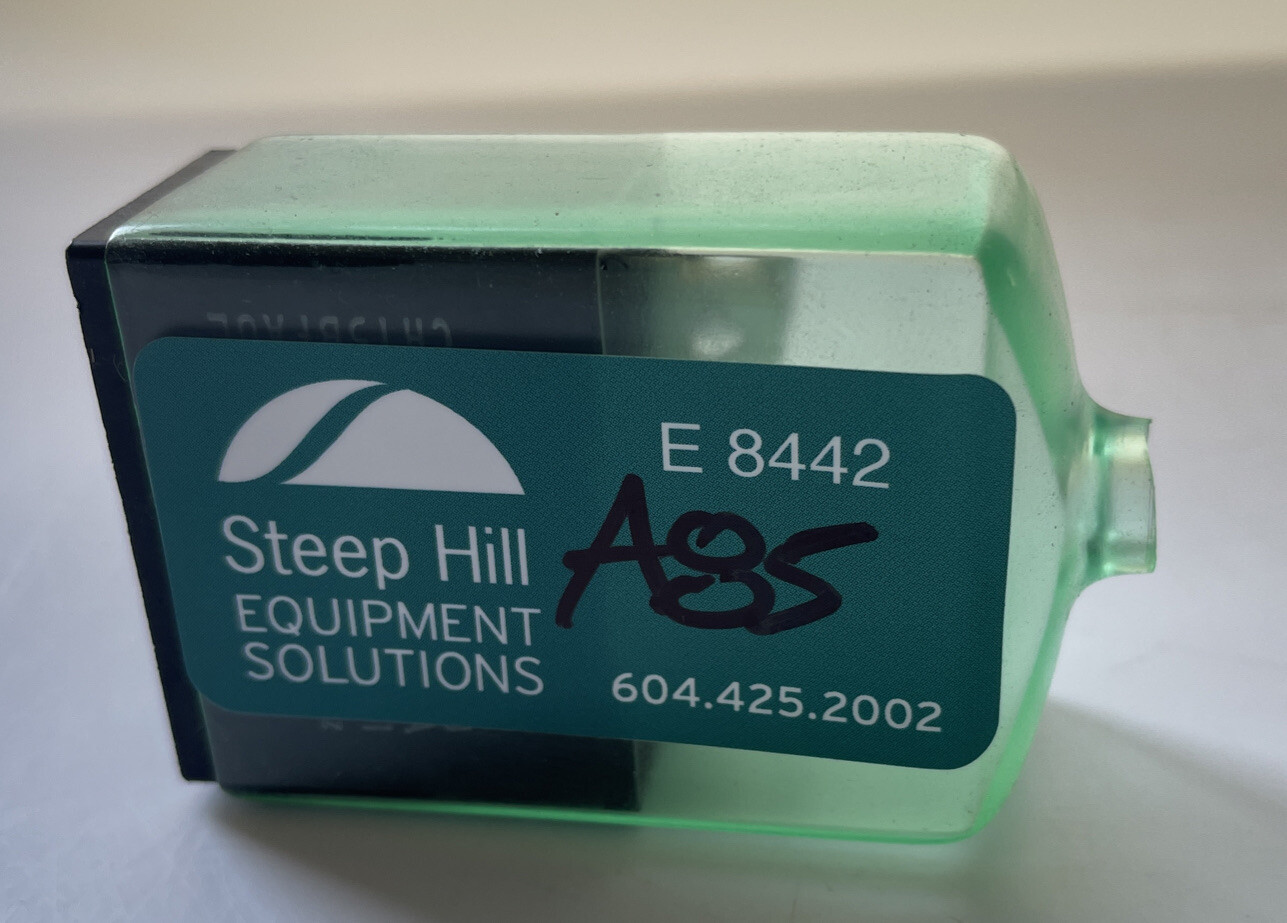 E 8442
A85
Steep Hill
EQUIPMENT
SOLUTIONS
604.425.2002